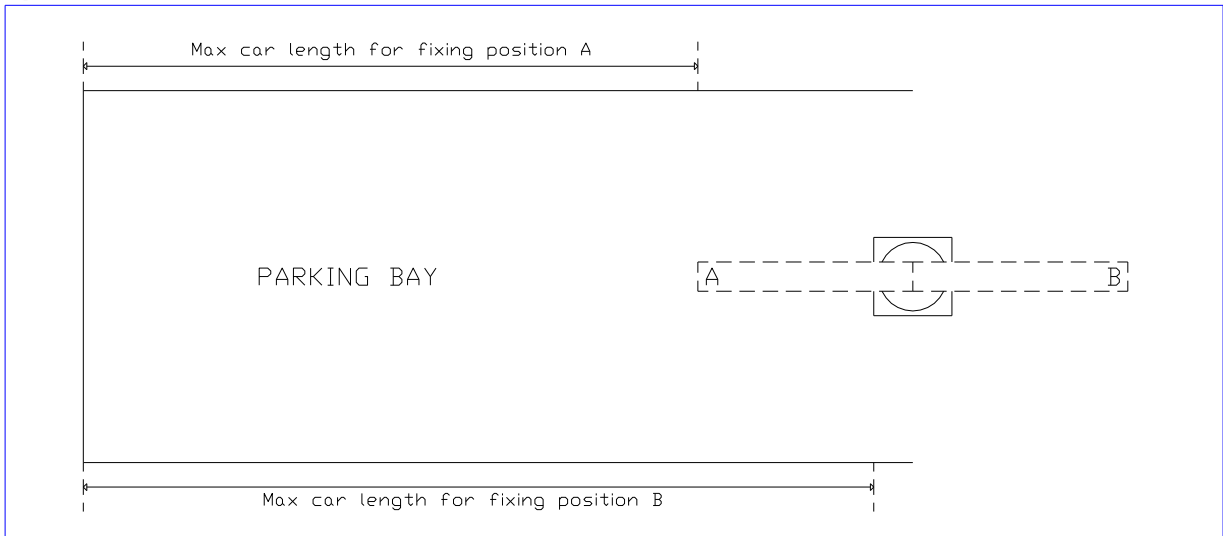 Max car length for fixing position A
PARKING BAY
A
B
Max car length for fixing position B